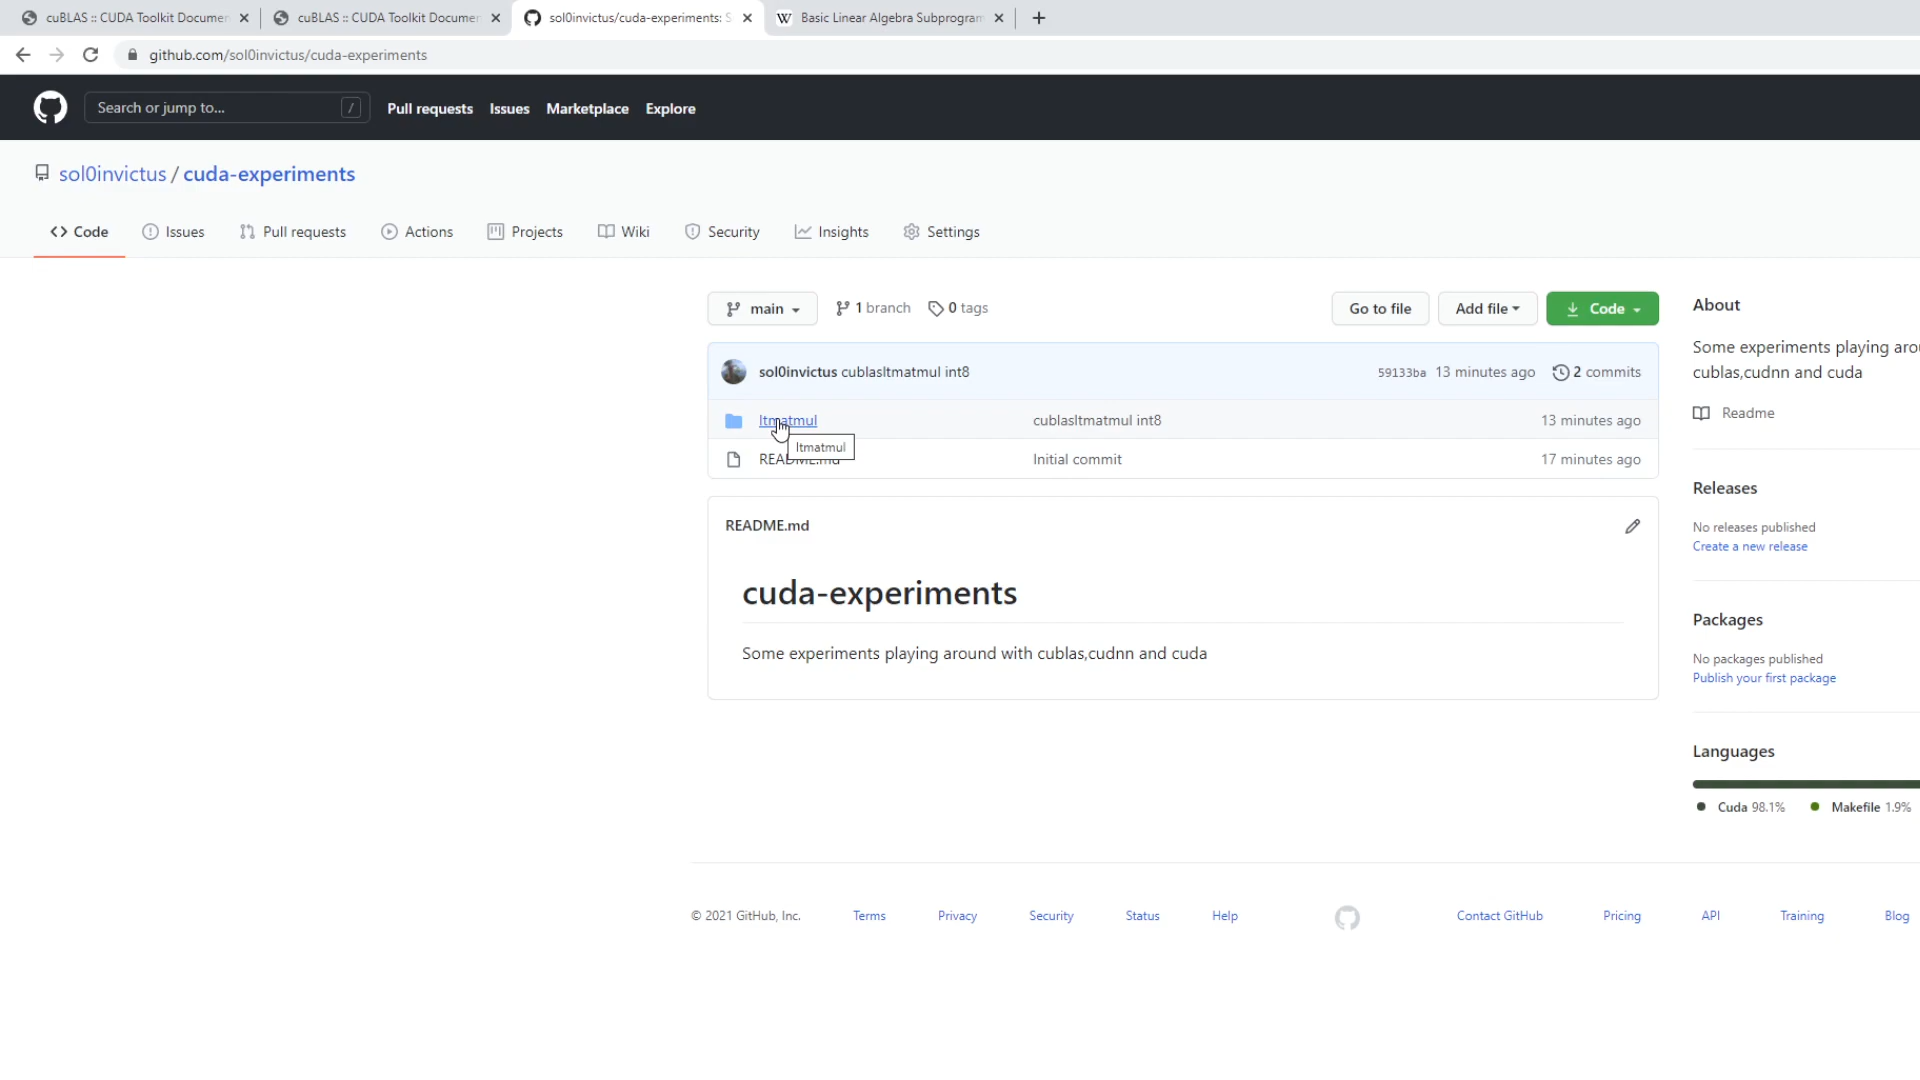 cuBLAS :: CUDA Toolkit Documen
cuBLAS :: CUDA Toolkit Documen
sol0invictus/cuda-experiments: S
W Basic Linear Algebra Subprogram
github.com/sol0invictus/cuda-experiments
Search or jump to... /
Pull requests Issues Marketplace Explore
sol0invictus / cuda-experiments
<> Code Issues Pull requests Actions Projects Wiki Security Insights Settings
main 1 branch 0 tags Go to file Add file Code
sol0invictus cublasltmatmul int8 59133ba 13 minutes ago 2 commits
ltmatmul cublasltmatmul int8 13 minutes ago
ltmatmul
README.md Initial commit 17 minutes ago
README.md
cuda-experiments
Some experiments playing around with cublas,cudnn and cuda
About
Some experiments playing arou
cublas,cudnn and cuda
Readme
Releases
No releases published
Create a new release
Packages
No packages published
Publish your first package
Languages
Cuda 98.1% Makefile 1.9%
© 2021 GitHub, Inc. Terms Privacy Security Status Help Contact GitHub Pricing API Training Blog